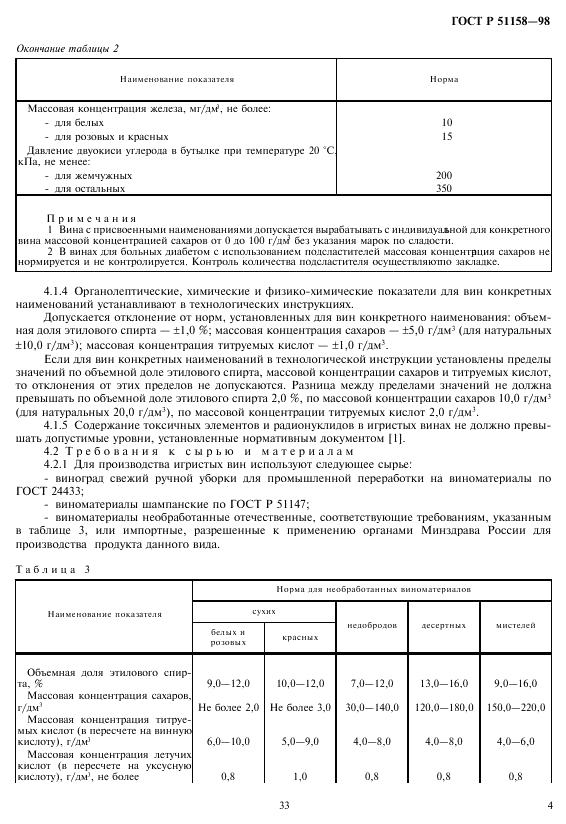 ГОСТ Р 51158—98
Окончание таблицы 2
Наименование показателя
Норма
Массовая концентрация железа, мг/дм³, не более:
- для белых
10
- для розовых и красных
15
Давление двуокиси углерода в бутылке при температуре 20 °С,
кПа, не менее:
- для жемчужных
200
- для остальных
350
Примечания
1 Вина с присвоенными наименованиями допускается вырабатывать с индивидуальной для конкретного
вина массовой концентрацией сахаров от 0 до 100 г/дм³ без указания марок по сладости.
2 В винах для больных диабетом с использованием подсластителей массовая концентрация сахаров не
нормируется и не контролируется. Контроль количества подсластителя осуществляютпо закладке.
4.1.4 Органолептические, химические и физико-химические показатели для вин конкретных
наименований устанавливают в технологических инструкциях.
Допускается отклонение от норм, установленных для вин конкретного наименования: объем-
ная доля этилового спирта — ±1,0 %; массовая концентрация сахаров — ±5,0 г/дм³ (для натуральных
±10,0 г/дм³); массовая концентрация титруемых кислот — ±1,0 г/дм³.
Если для вин конкретных наименований в технологической инструкции установлены пределы
значений по объемной доле этилового спирта, массовой концентрации сахаров и титруемых кислот,
то отклонения от этих пределов не допускаются. Разница между пределами значений не должна
превышать по объемной доле этилового спирта 2,0 %, по массовой концентрации сахаров 10,0 г/дм³
(для натуральных 20,0 г/дм³), по массовой концентрации титруемых кислот 2,0 г/дм³.
4.1.5 Содержание токсичных элементов и радионуклидов в игристых винах не должно превы-
шать допустимые уровни, установленные нормативным документом [1].
4.2 Требования к сырью и материалам
4.2.1 Для производства игристых вин используют следующее сырье:
- виноград свежий ручной уборки для промышленной переработки на виноматериалы по
ГОСТ 24433;
- виноматериалы шампанские по ГОСТ Р 51147;
- виноматериалы необработанные отечественные, соответствующие требованиям, указанным
в таблице 3, или импортные, разрешенные к применению органами Минздрава России для
производства продукта данного вида.
Таблица 3
Наименование показателя
Норма для необработанных виноматериалов
сухих
недобродов
десертных
мистелей
белых и
розовых
красных
Объемная доля этилового спир-
та, %
9,0—12,0
10,0—12,0
7,0—12,0
13,0—16,0
9,0—16,0
Массовая концентрация сахаров,
г/дм³
Не более 2,0
Не более 3,0
30,0—140,0
120,0—180,0
150,0—220,0
Массовая концентрация титруе-
мых кислот (в пересчете на винную
кислоту), г/дм³
6,0—10,0
5,0—9,0
4,0—8,0
4,0—8,0
4,0—6,0
Массовая концентрация летучих
кислот (в пересчете на уксусную
кислоту), г/дм³, не более
0,8
1,0
0,8
0,8
0,8
33
4